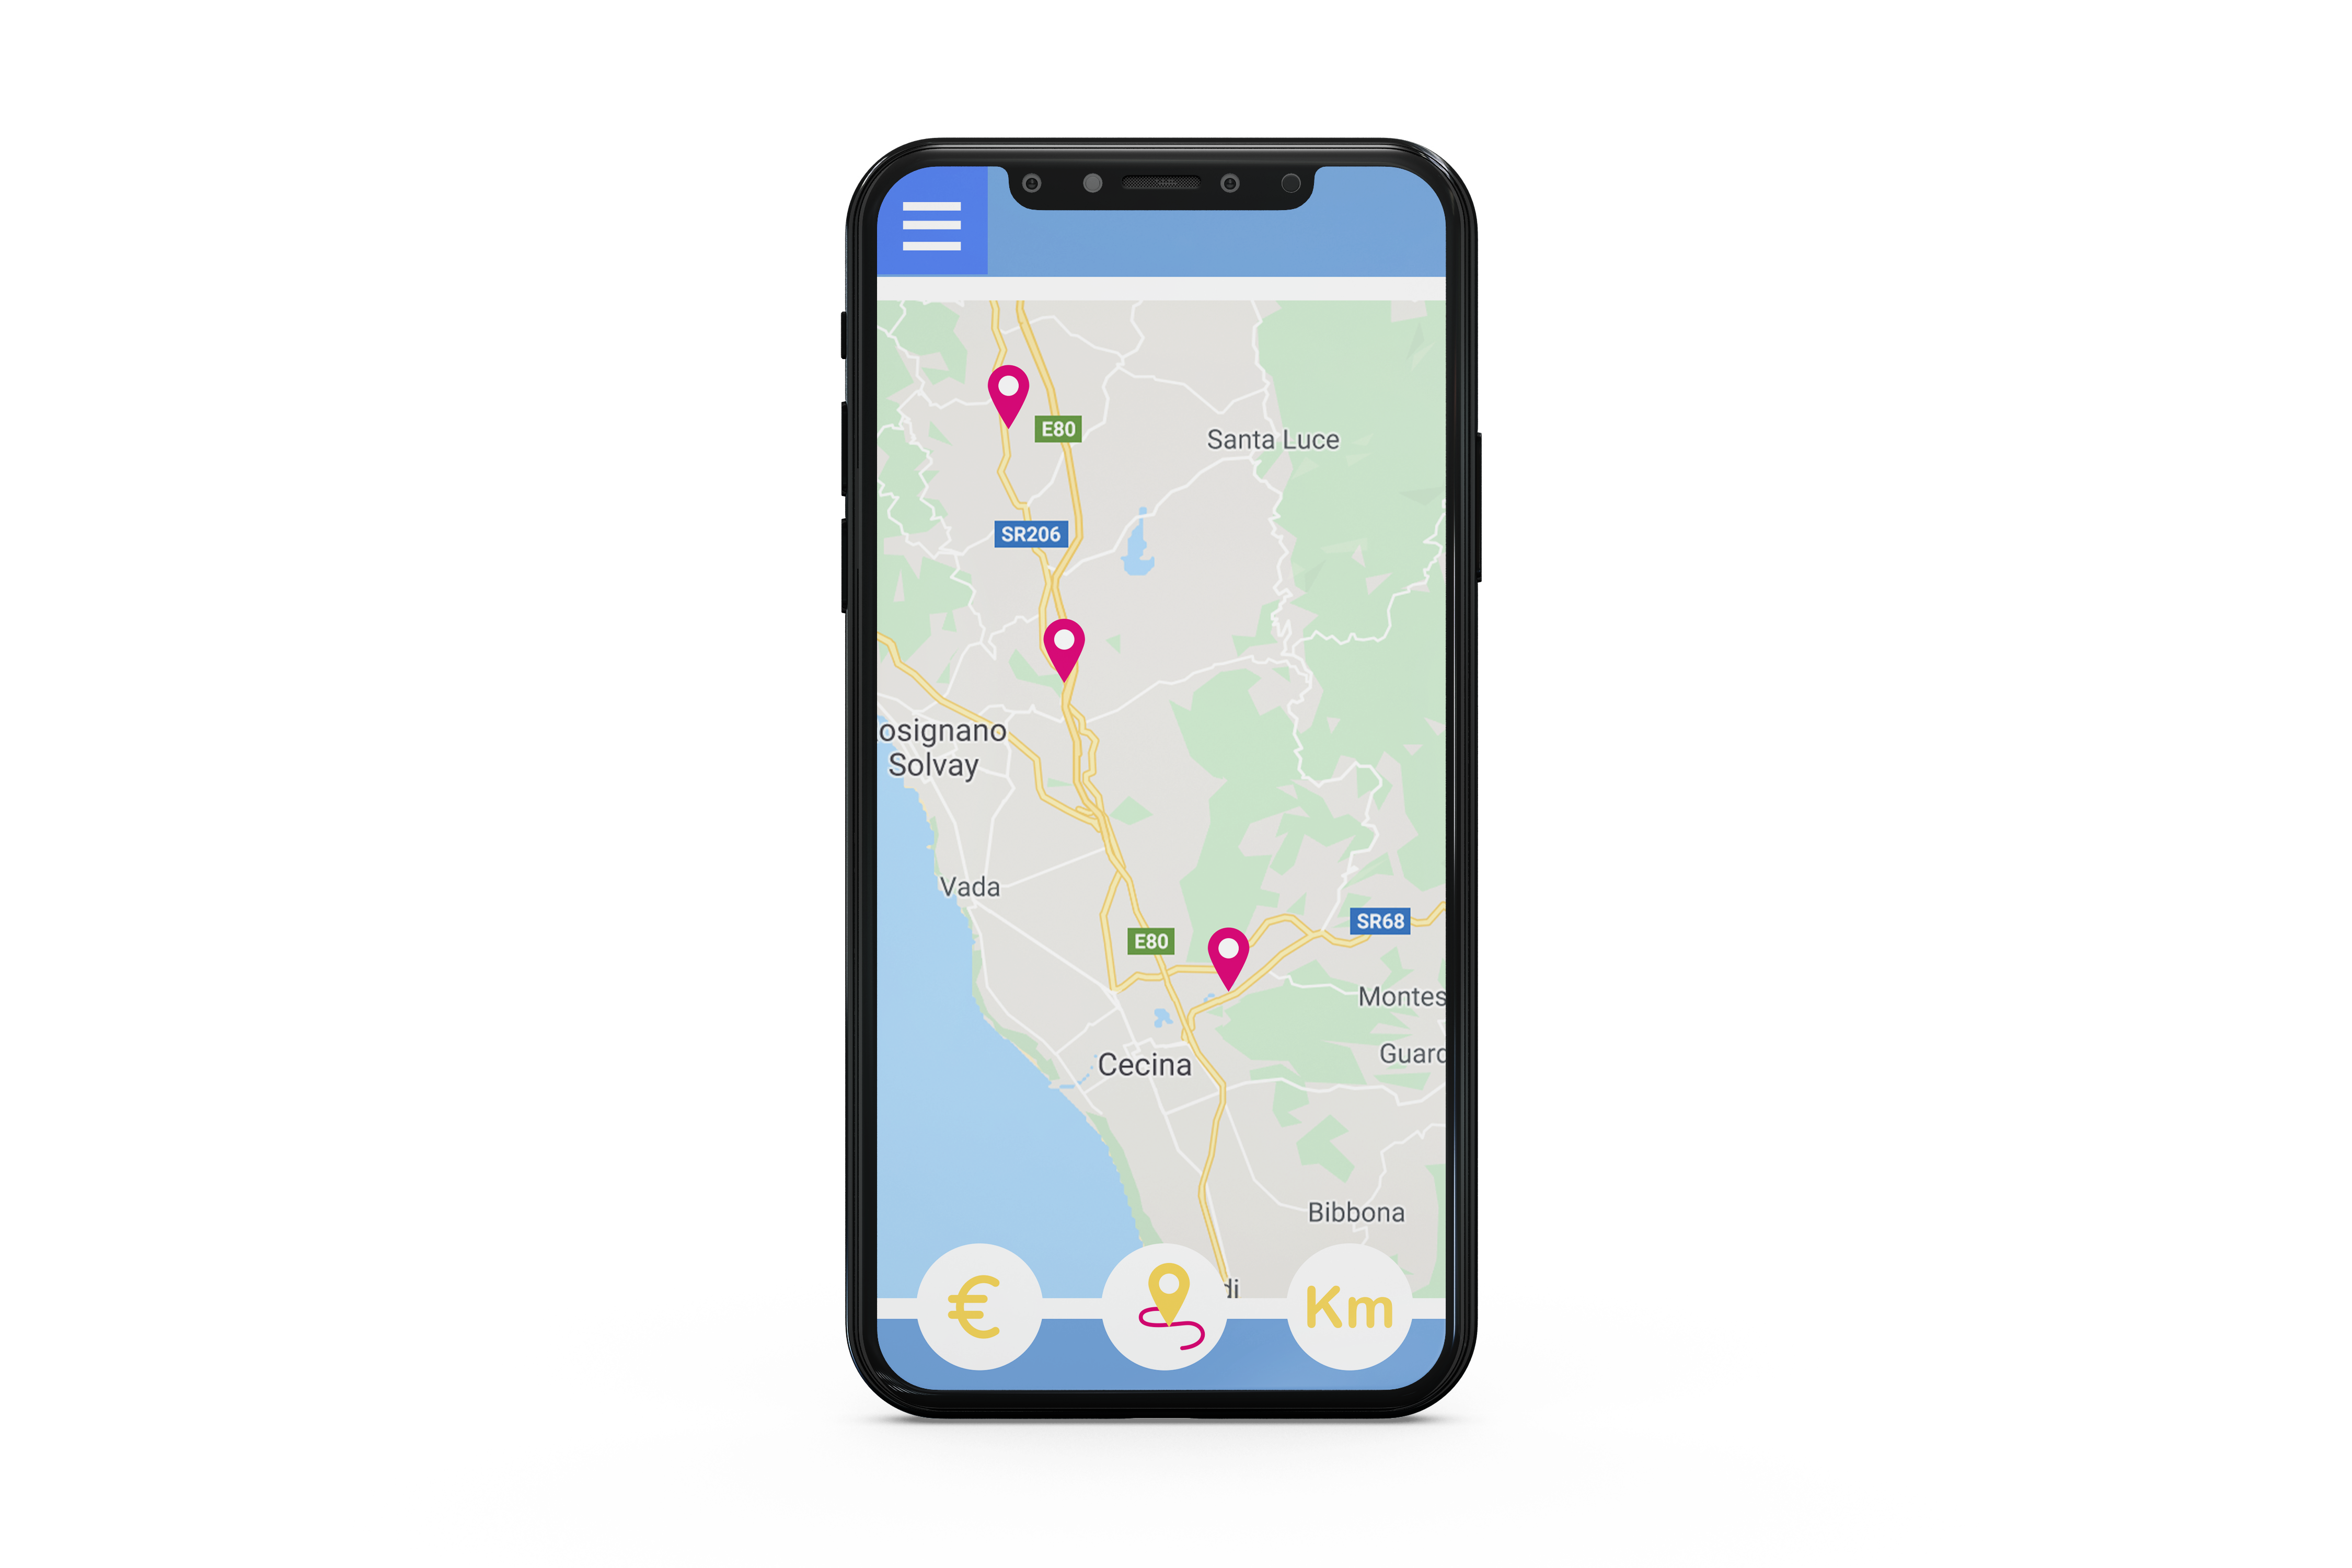 E80
Santa Luce
SR206
osignano
Solvay
Vada
SR68
E80
Montes
Guard
Cecina
Bibbona
di
€
Km